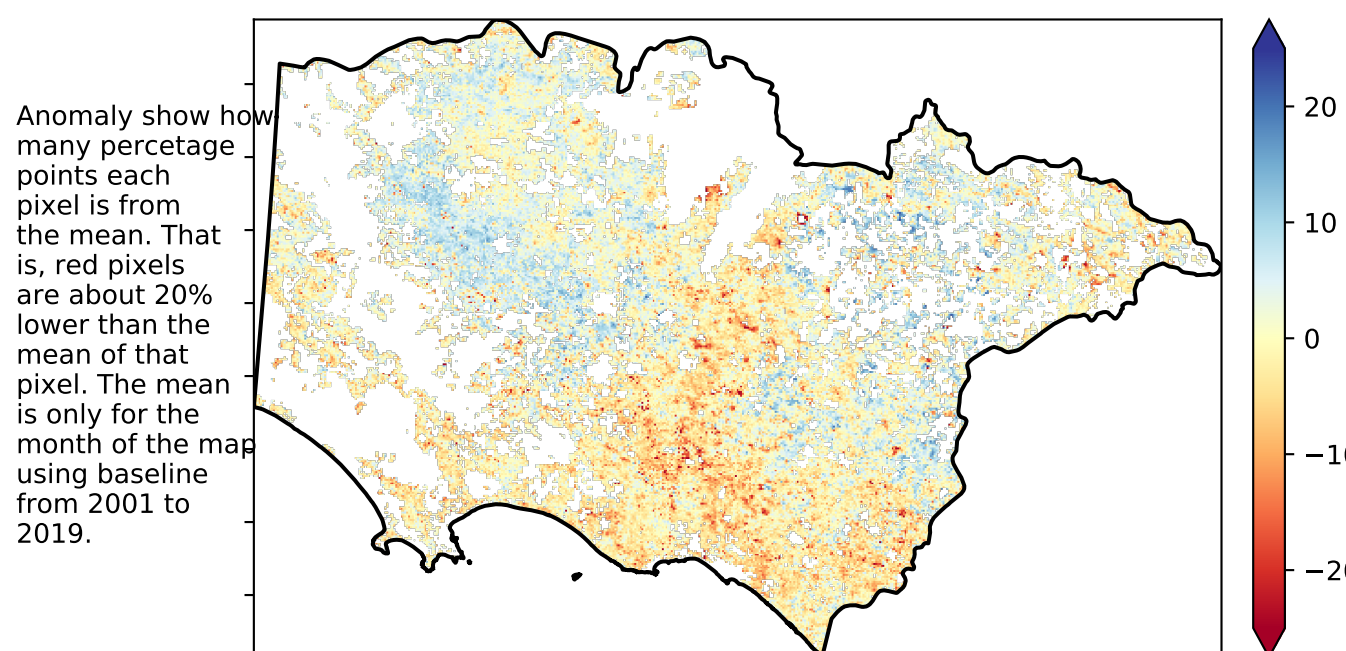 Anomaly show how
many percetage
points each
pixel is from
the mean. That
is, red pixels
are about 20%
lower than the
mean of that
pixel. The mean
is only for the
month of the map
using baseline
from 2001 to
2019.
20
10
0
−10
−20